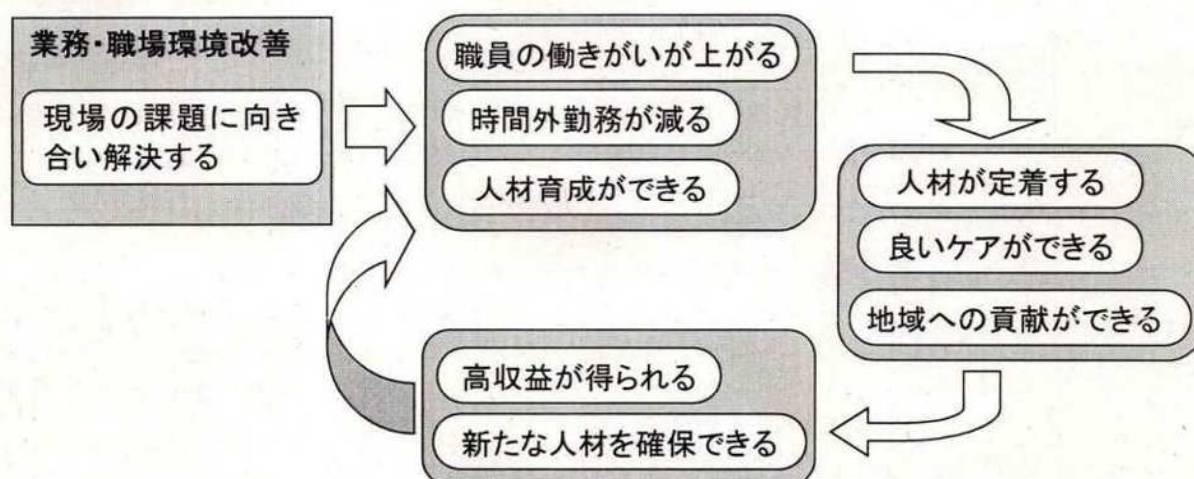 業務・職場環境改善
現場の課題に向き
合い解決する
職員の働きがいが上がる
時間外勤務が減る
人材育成ができる
人材が定着する
良いケアができる
地域への貢献ができる
高収益が得られる
新たな人材を確保できる